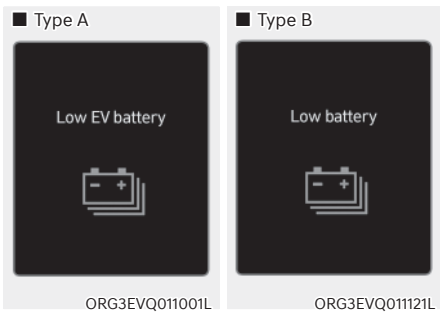 ■ Type A
Low EV battery
ORG3EVQ011001L
■ Type B
Low battery
ORG3EVQ011121L